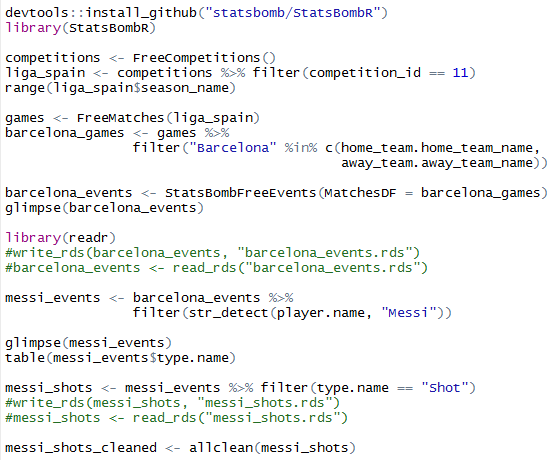 devtools::install_github("statsbomb/StatsBombR")
library(StatsBombR)
competitions <- FreeCompetitions()
liga_spain <- competitions %>% filter(competition_id == 11)
range(liga_spain$season_name)
games <- FreeMatches(liga_spain)
barcelona_games <- games %>%
filter("Barcelona" %in% c(home_team.home_team_name,
away_team.away_team_name))
barcelona_events <- StatsBombFreeEvents(MatchesDF = barcelona_games)
glimpse(barcelona_events)
library(readr)
#write_rds(barcelona_events, "barcelona_events.rds")
#barcelona_events <- read_rds("barcelona_events.rds")
messi_events <- barcelona_events %>%
filter(str_detect(player.name, "Messi"))
glimpse(messi_events)
table(messi_events$type.name)
messi_shots <- messi_events %>% filter(type.name == "Shot")
#write_rds(messi_shots, "messi_shots.rds")
#messi_shots <- read_rds("messi_shots.rds")
messi_shots_cleaned <- allclean(messi_shots)